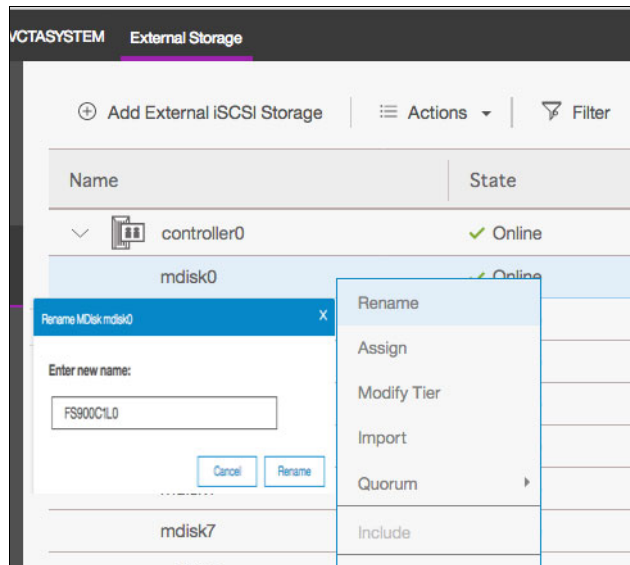 VCTASYSTEM External Storage
Add External iSCSI Storage Actions Filter
Name State
controller0 Online
mdisk0 Online
Rename MDisk mdisk0 X
Enter new name:
FS900C1L0
Cancel Rename
Rename
Assign
Modify Tier
Import
Quorum
Include
mdisk7